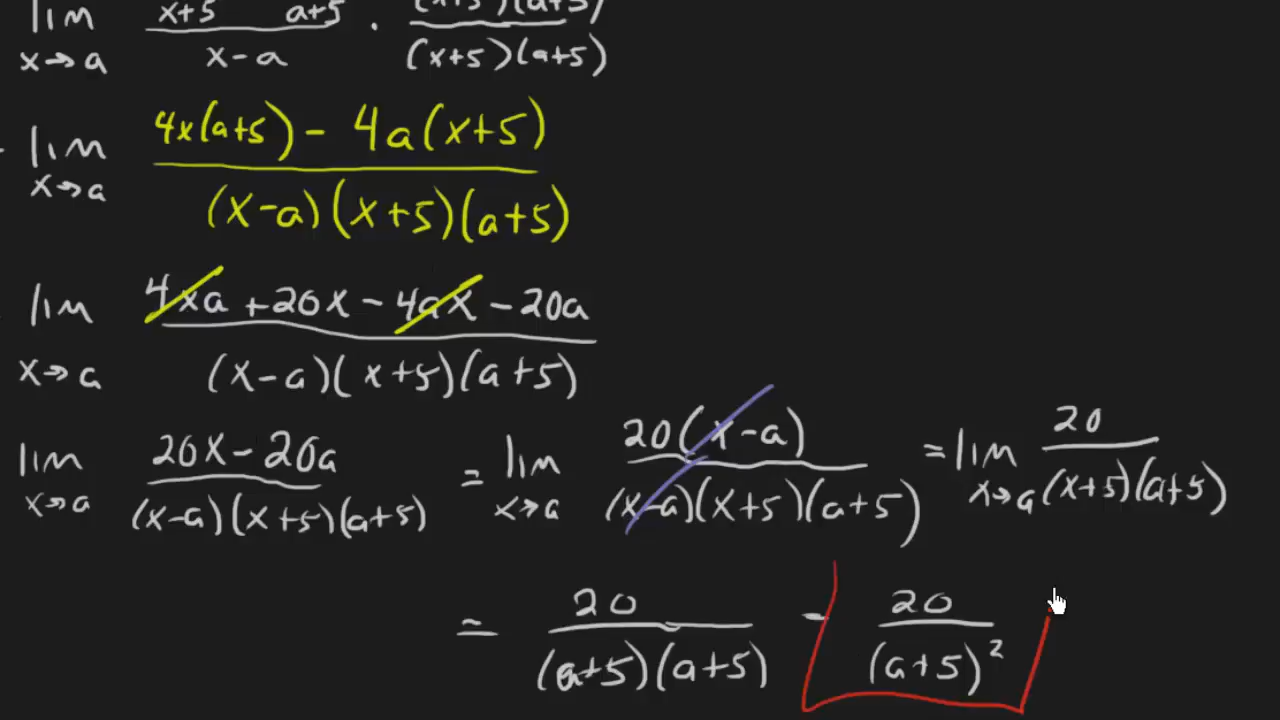 lim x+5 a+5 · (x+5)(a+5)
x→a x-a (x+5)(a+5)
lim 4x(a+5) - 4a(x+5)
x→a (x-a)(x+5)(a+5)
lim 4xa +20x - 4ax - 20a
x→a (x-a)(x+5)(a+5)
lim 20x - 20a = lim 20(x-a) = lim 20
x→a (x-a)(x+5)(a+5) x→a (x-a)(x+5)(a+5) x→a (x+5)(a+5)
= 20 - 20
(a+5)(a+5) (a+5)²